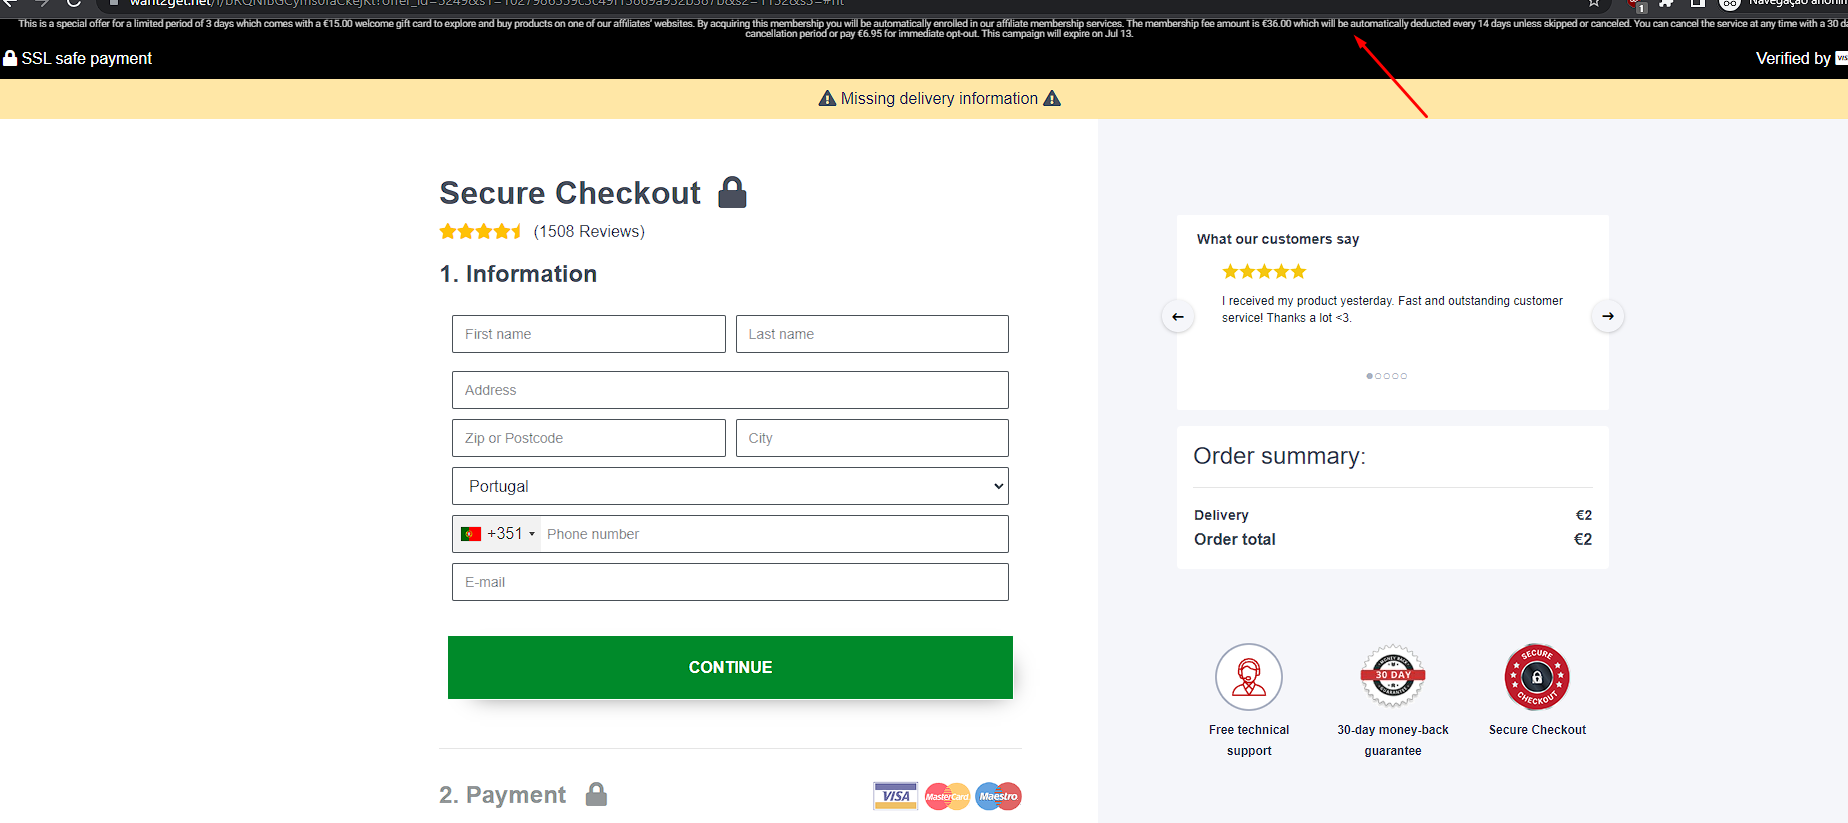 want2get.net/
1
Navegação anónim
This is a special offer for a limited period of 3 days which comes with a €15.00 welcome gift card to explore and buy products on one of our affiliates' websites. By acquiring this membership you will be automatically enrolled in our affiliate membership services. The membership fee amount is €36.00 which will be automatically deducted every 14 days unless skipped or canceled. You can cancel the service at any time with a 30 da
cancellation period or pay €6.95 for immediate opt-out. This campaign will expire on Jul 13.
SSL safe payment
Verified by VIS
Missing delivery information
Secure Checkout
(1508 Reviews)
1. Information
First name
Last name
Address
Zip or Postcode
City
Portugal
+351
Phone number
E-mail
CONTINUE
2. Payment
VISA
MasterCard
Maestro
What our customers say
I received my product yesterday. Fast and outstanding customer
service! Thanks a lot <3.
Order summary:
Delivery €2
Order total €2
MONEY BACK
30 DAY
GUARANTEE
SECURE
CHECKOUT
Free technical
support
30-day money-back
guarantee
Secure Checkout